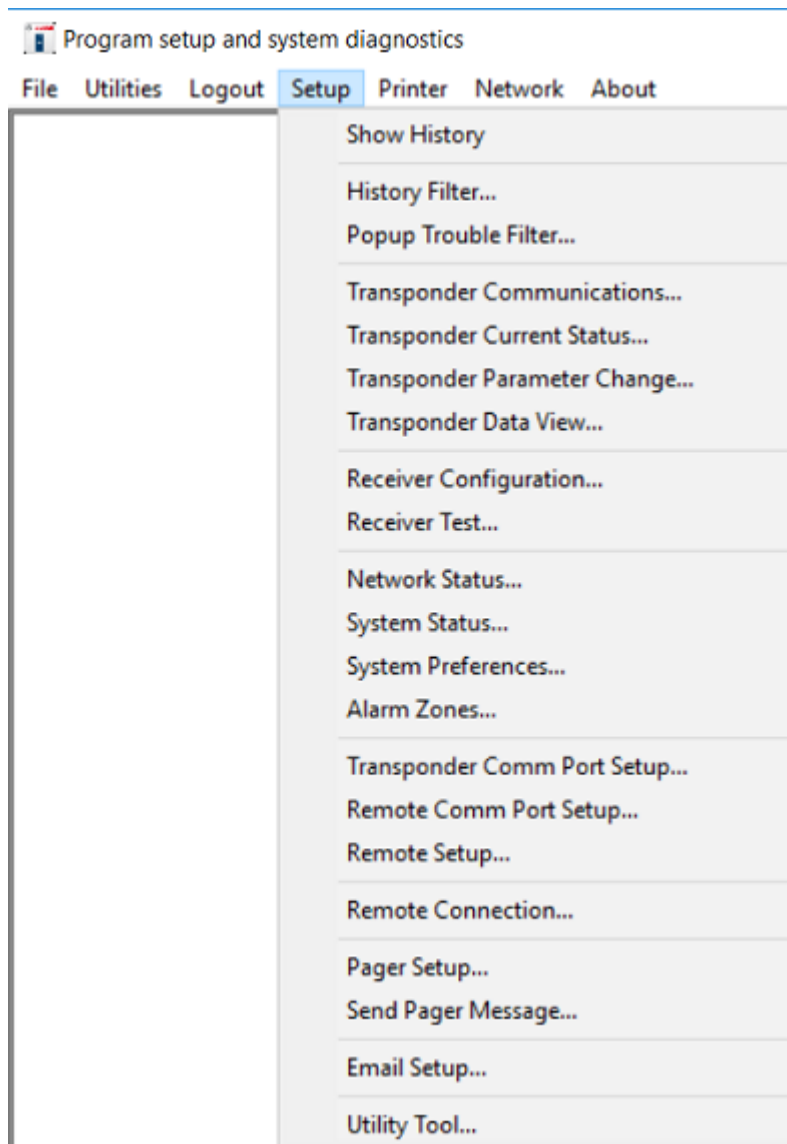 Program setup and system diagnostics
File Utilities Logout Setup Printer Network About
Show History
History Filter...
Popup Trouble Filter...
Transponder Communications...
Transponder Current Status...
Transponder Parameter Change...
Transponder Data View...
Receiver Configuration...
Receiver Test...
Network Status...
System Status...
System Preferences...
Alarm Zones...
Transponder Comm Port Setup...
Remote Comm Port Setup...
Remote Setup...
Remote Connection...
Pager Setup...
Send Pager Message...
Email Setup...
Utility Tool...